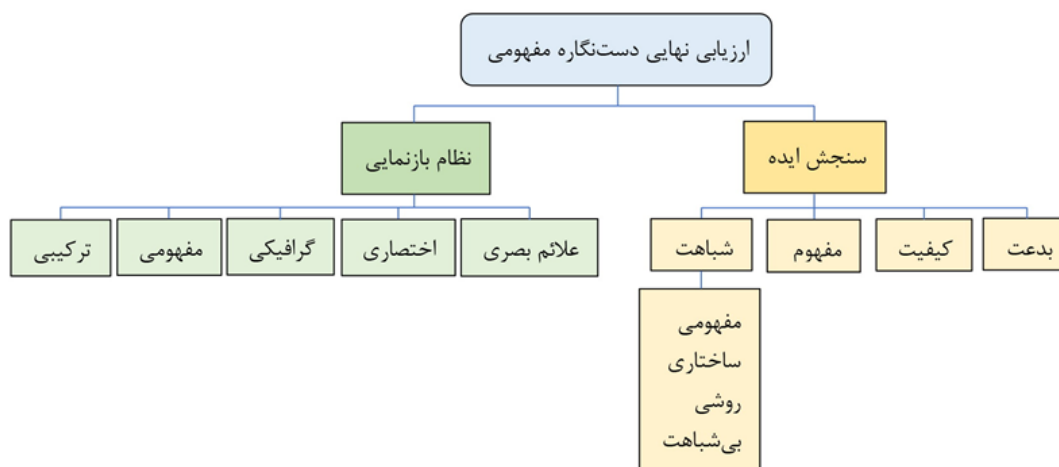 ارزیابی نهایی دست‌نگاره مفهومی
سنجش ایده
نظام بازنمایی
بدعت
کیفیت
مفهوم
شباهت
علائم بصری
اختصاری
گرافیکی
مفهومی
ترکیبی
مفهومی
ساختاری
روشی
بی‌شباهت